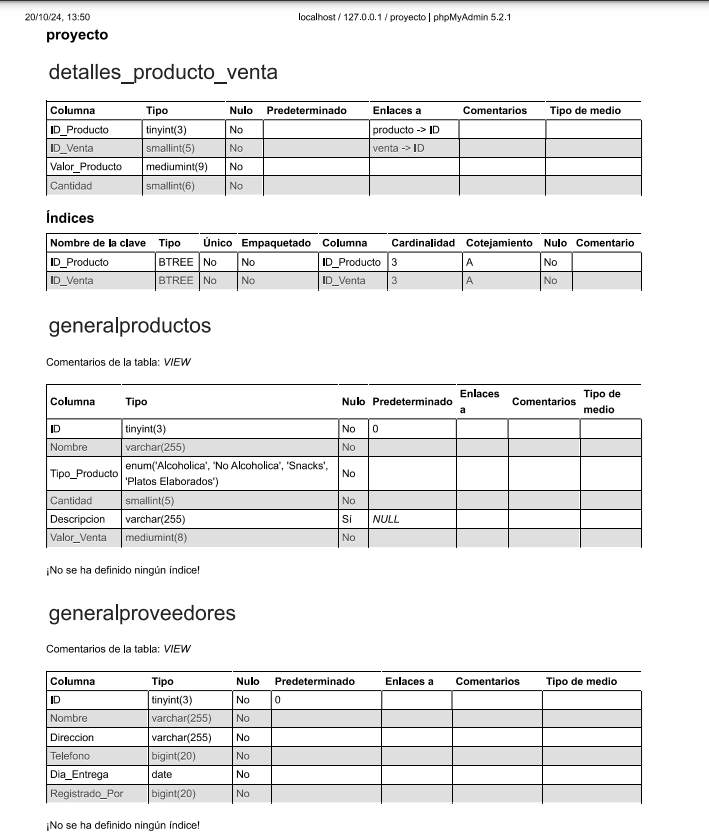 20/10/24, 13:50 localhost / 127.0.0.1 / proyecto | phpMyAdmin 5.2.1
proyecto
detalles_producto_venta
Columna Tipo Nulo Predeterminado Enlaces a Comentarios Tipo de medio
ID_Producto tinyint(3) No producto -> ID
ID_Venta smallint(5) No venta -> ID
Valor_Producto mediumint(9) No
Cantidad smallint(6) No
Índices
Nombre de la clave Tipo Único Empaquetado Columna Cardinalidad Cotejamiento Nulo Comentario
ID_Producto BTREE No No ID_Producto 3 A No
ID_Venta BTREE No No ID_Venta 3 A No
generalproductos
Comentarios de la tabla: VIEW
Columna Tipo Nulo Predeterminado Enlaces a Comentarios Tipo de medio
ID tinyint(3) No 0
Nombre varchar(255) No
Tipo_Producto enum('Alcoholica', 'No Alcoholica', 'Snacks', 'Platos Elaborados') No
Cantidad smallint(5) No
Descripcion varchar(255) Sí NULL
Valor_Venta mediumint(8) No
¡No se ha definido ningún índice!
generalproveedores
Comentarios de la tabla: VIEW
Columna Tipo Nulo Predeterminado Enlaces a Comentarios Tipo de medio
ID tinyint(3) No 0
Nombre varchar(255) No
Direccion varchar(255) No
Telefono bigint(20) No
Dia_Entrega date No
Registrado_Por bigint(20) No
¡No se ha definido ningún índice!